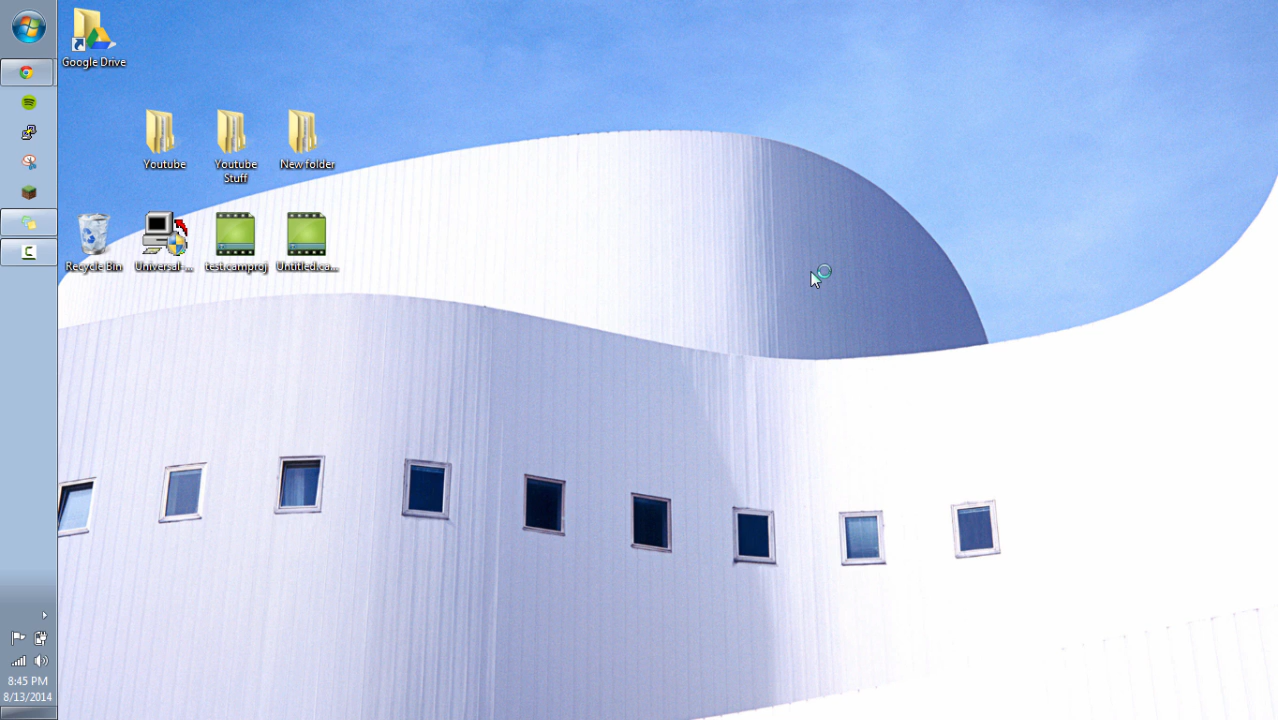 Google Drive
Youtube
Youtube
Stuff
New folder
Recycle Bin
Universal-...
test.camproj
Untitled.ca...
8:45 PM
8/13/2014